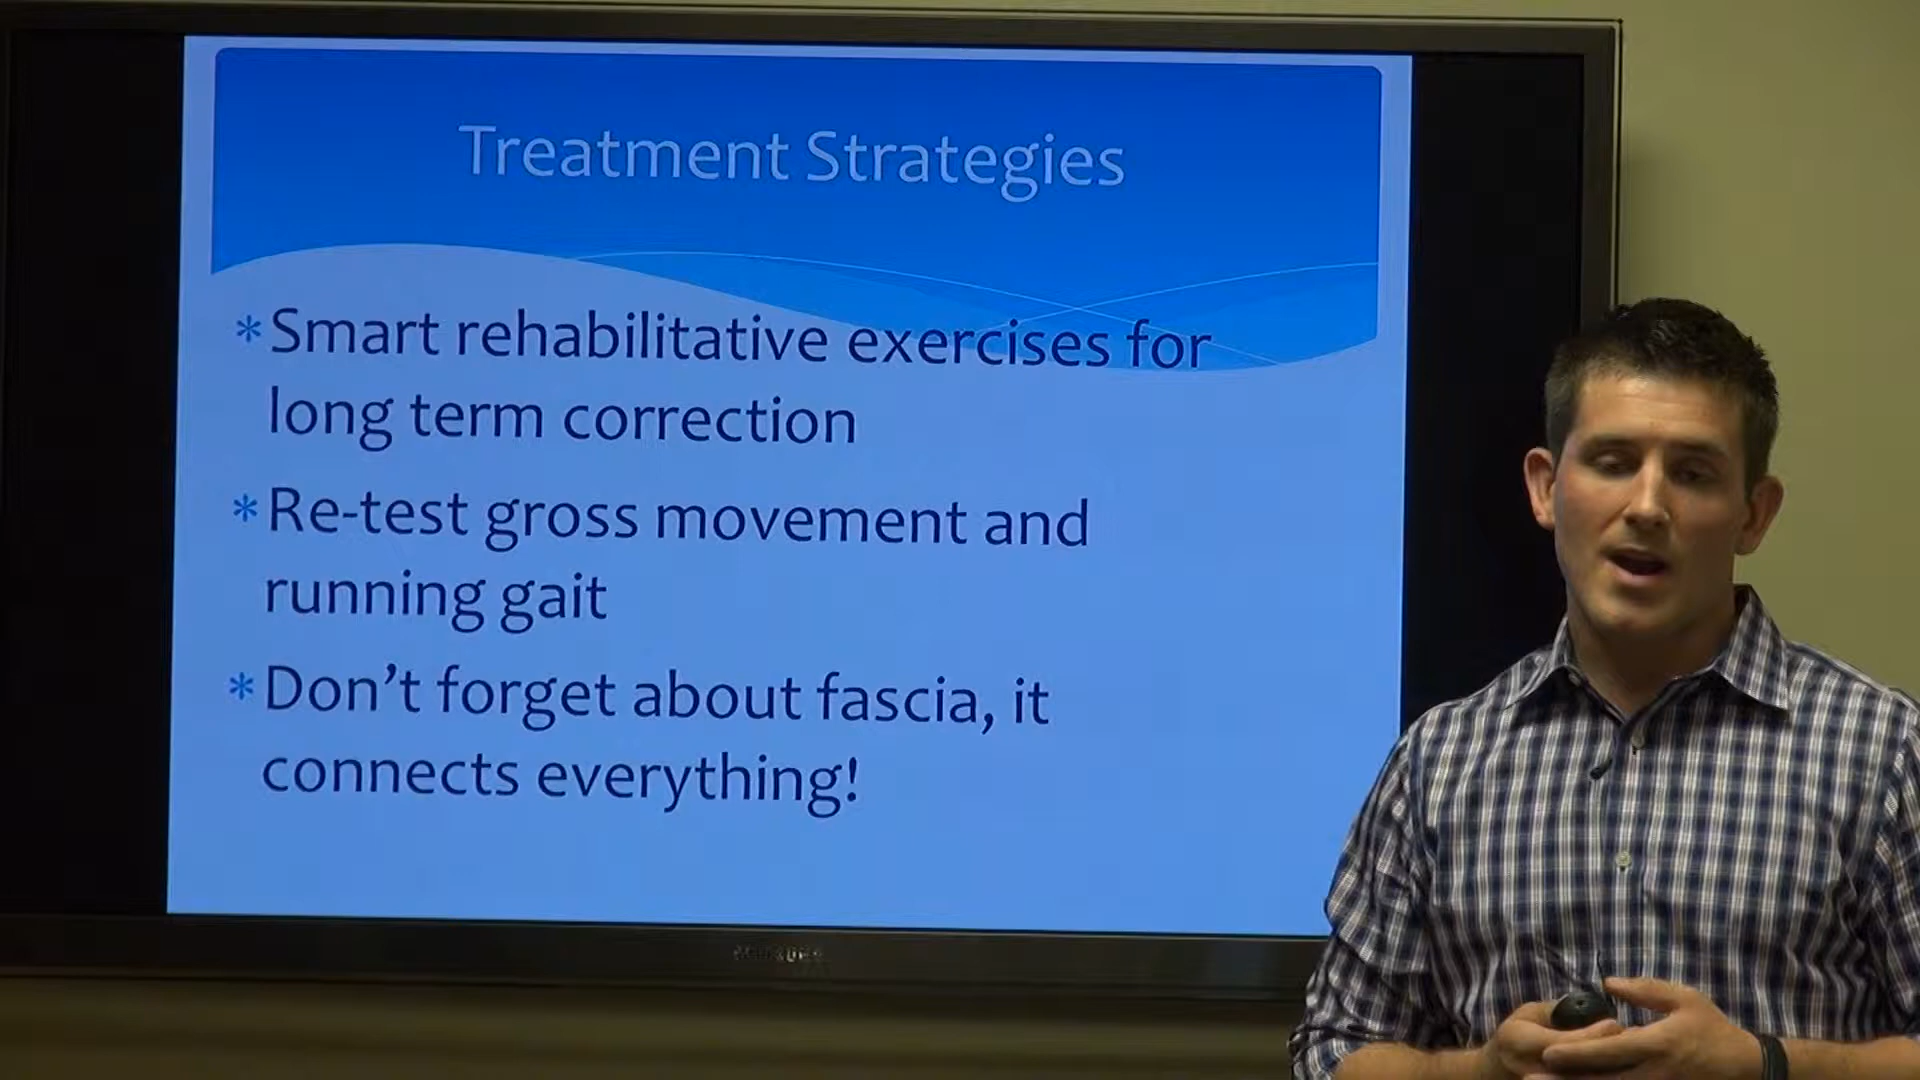 Treatment Strategies
*Smart rehabilitative exercises for
long term correction
*Re-test gross movement and
running gait
*Don't forget about fascia, it
connects everything!